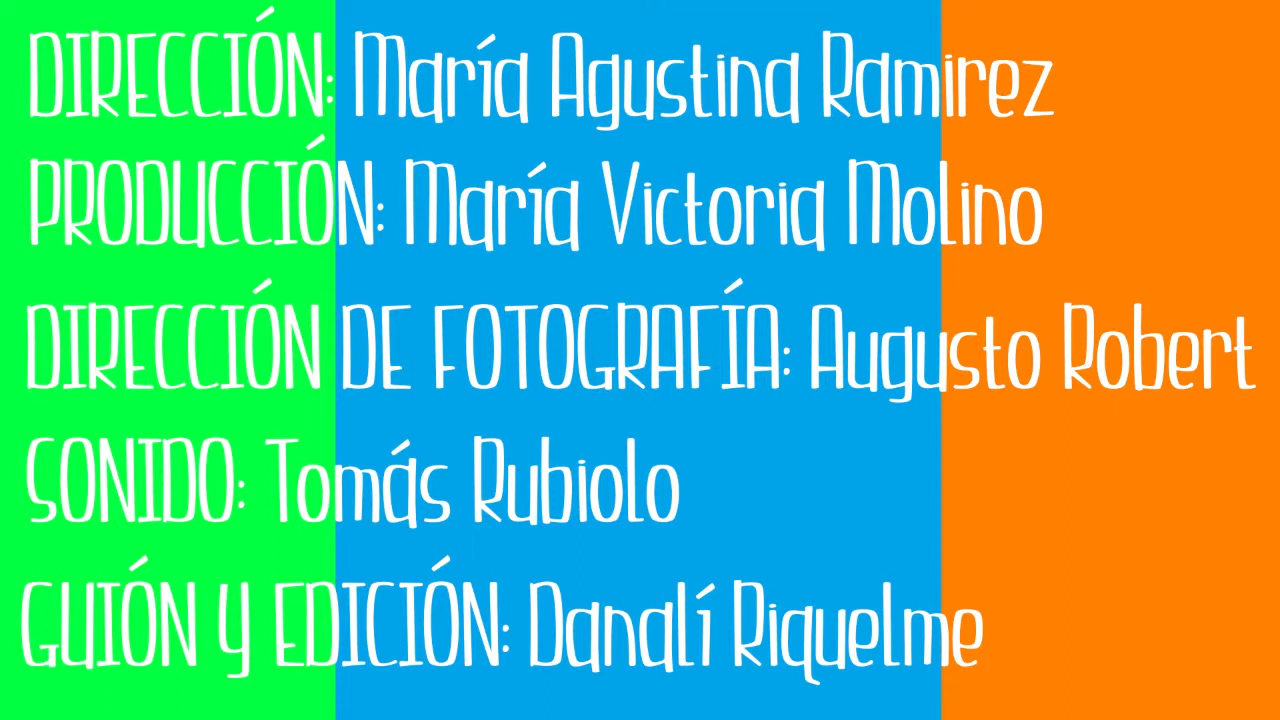 DIRECCIÓN: María Agustina Ramirez
PRODUCCIÓN: María Victoria Molino
DIRECCIÓN DE FOTOGRAFÍA: Augusto Robert
SONIDO: Tomás Rubiolo
GUIÓN y EDICIÓN: Danalí Riquelme